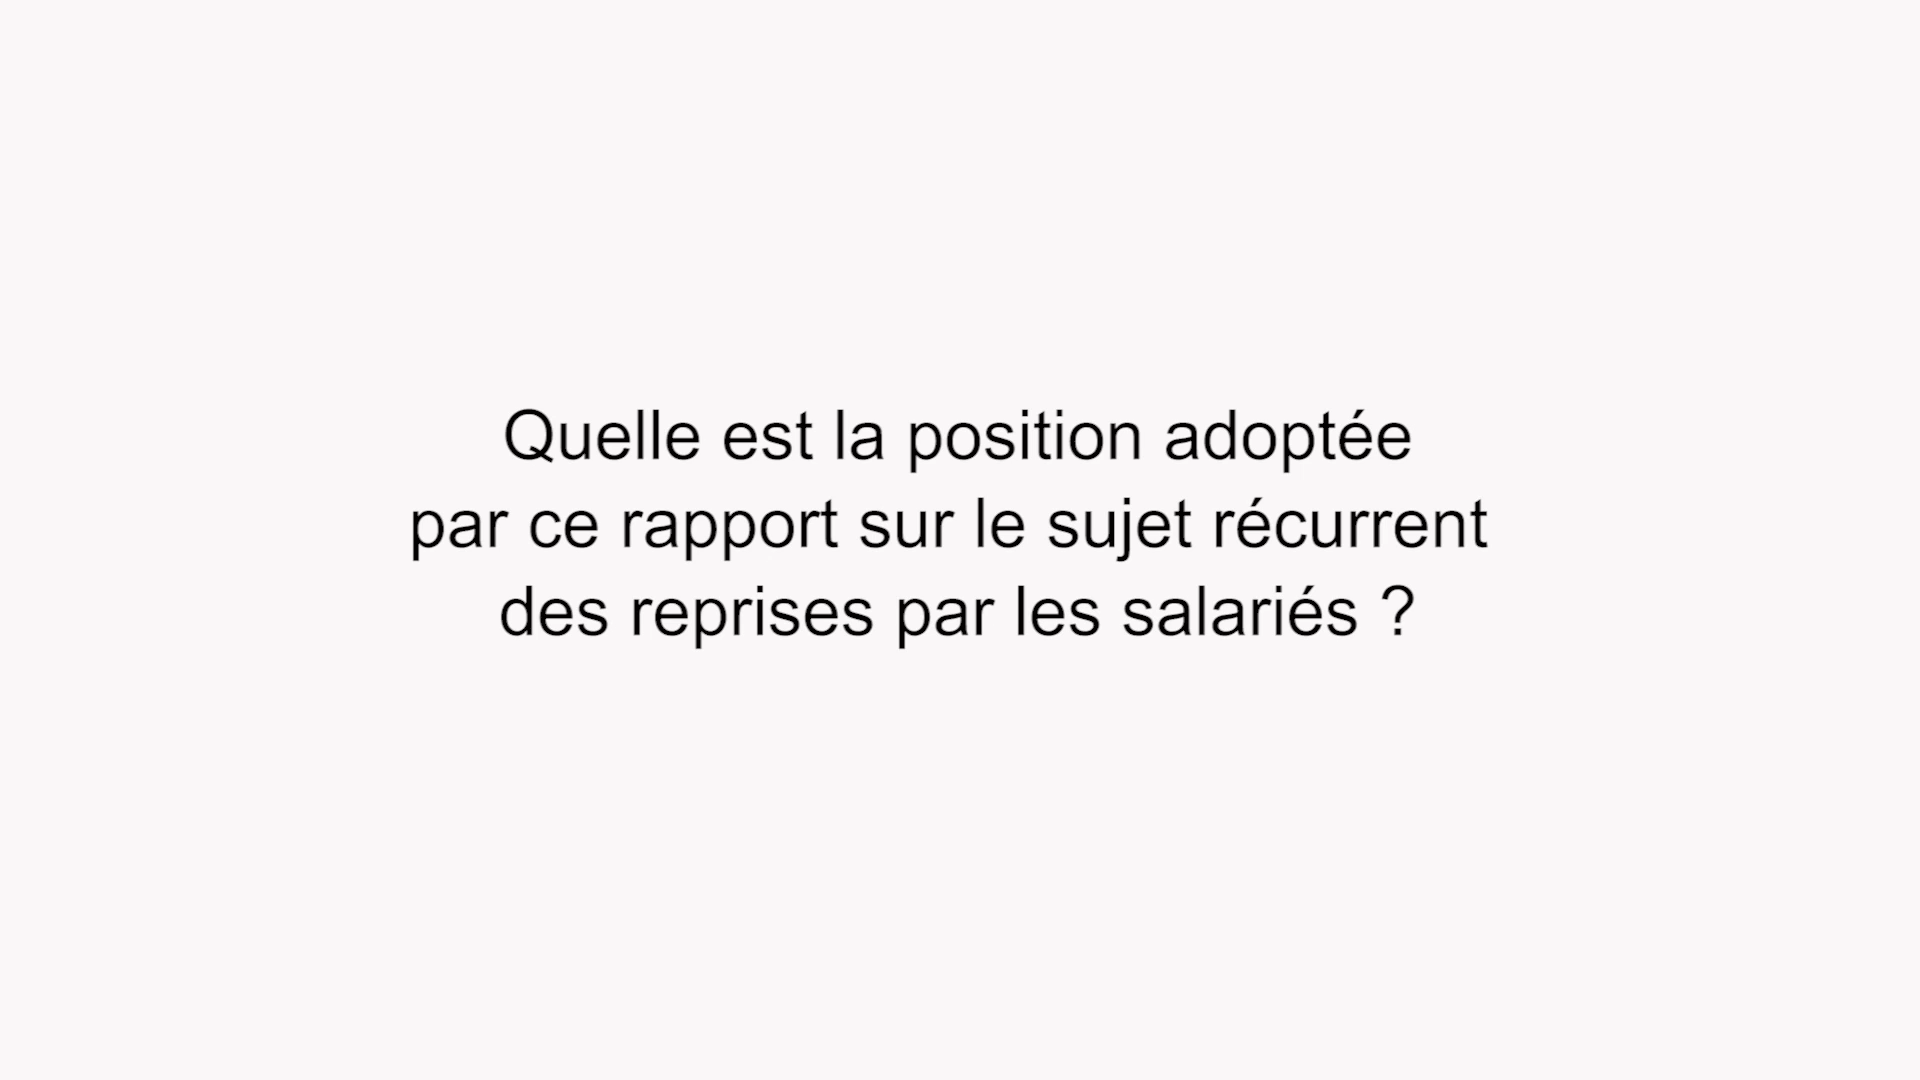 Quelle est la position adoptée
par ce rapport sur le sujet récurrent
des reprises par les salariés ?